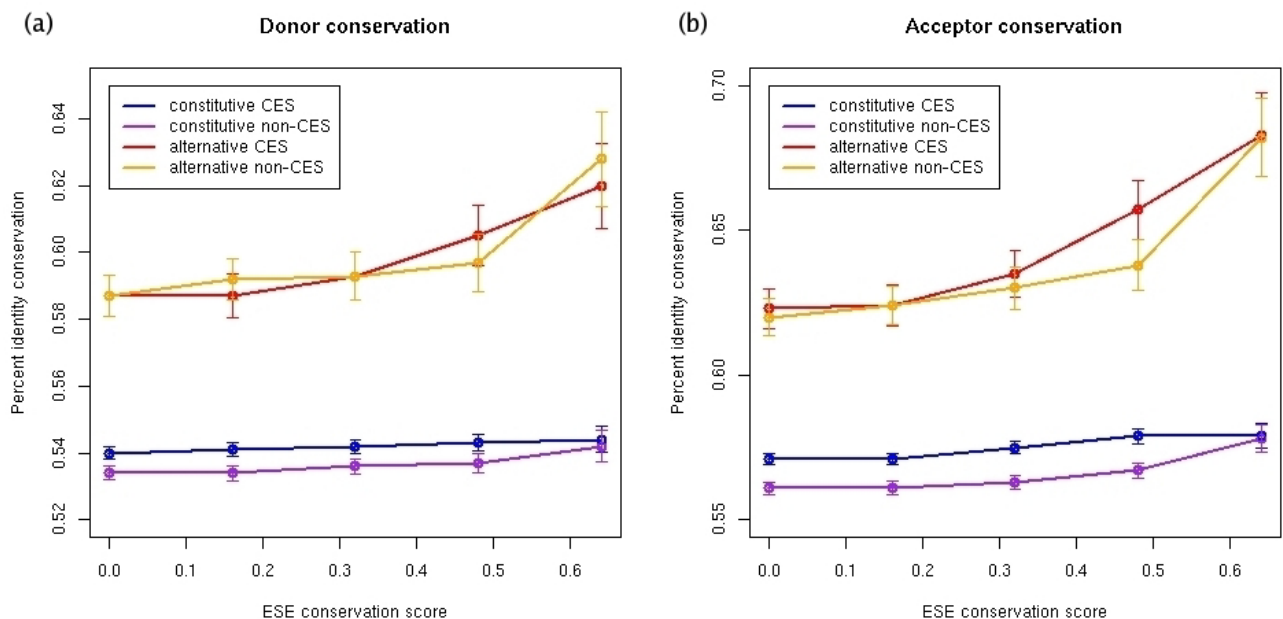 (a)
Donor conservation
constitutive CES
constitutive non-CES
alternative CES
alternative non-CES
Percent identity conservation
0.64
0.62
0.60
0.58
0.56
0.54
0.52
0.0 0.1 0.2 0.3 0.4 0.5 0.6
ESE conservation score
(b)
Acceptor conservation
constitutive CES
constitutive non-CES
alternative CES
alternative non-CES
Percent identity conservation
0.70
0.65
0.60
0.55
0.0 0.1 0.2 0.3 0.4 0.5 0.6
ESE conservation score